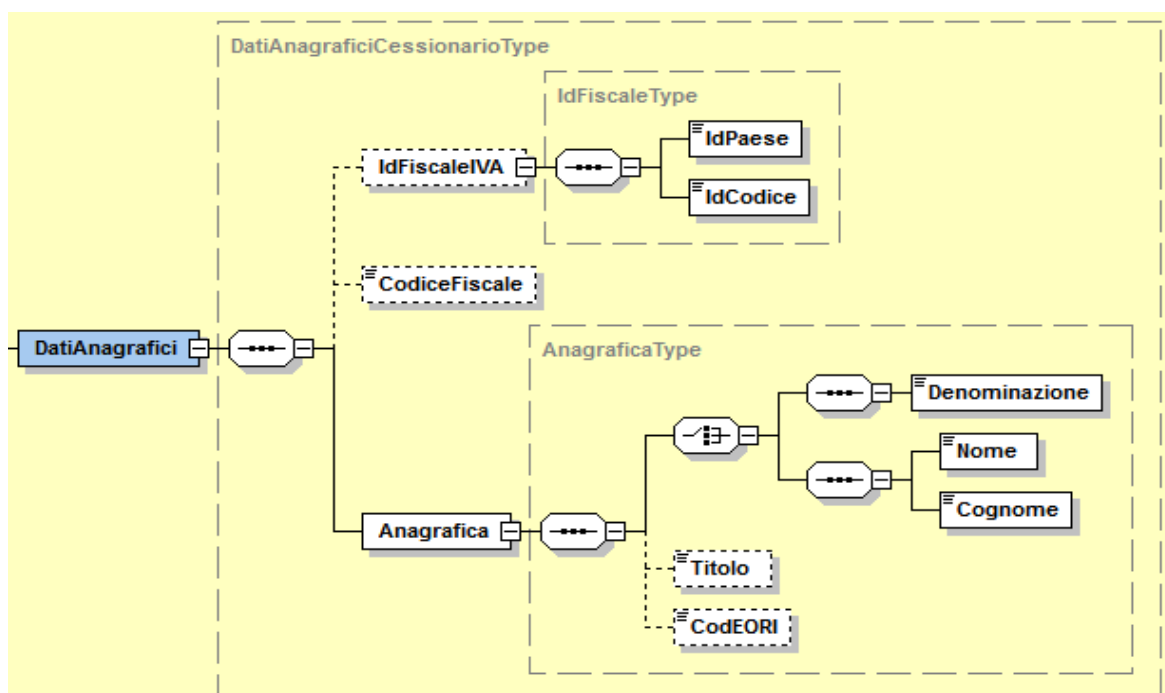 DatiAnagraficiCessionarioType
IdFiscaleType
IdPaese
IdFiscaleIVA
IdCodice
CodiceFiscale
DatiAnagrafici
AnagraficaType
Denominazione
Nome
Cognome
Anagrafica
Titolo
CodEORI